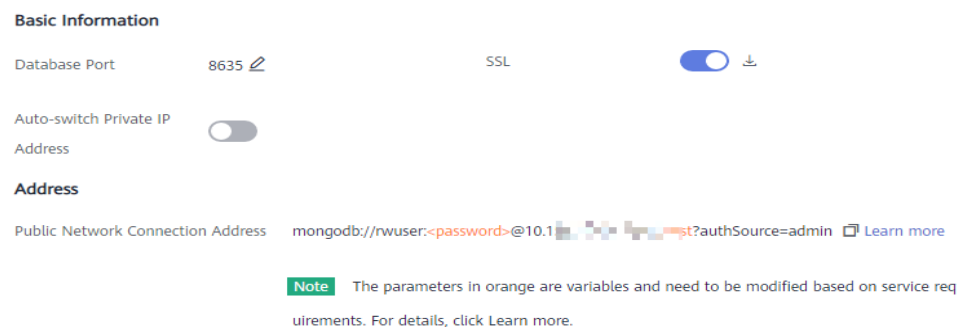 Basic Information
Database Port 8635 SSL
Auto-switch Private IP
Address
Address
Public Network Connection Address mongodb://rwuser:<password>@10.1 st?authSource=admin Learn more
Note The parameters in orange are variables and need to be modified based on service req
uirements. For details, click Learn more.